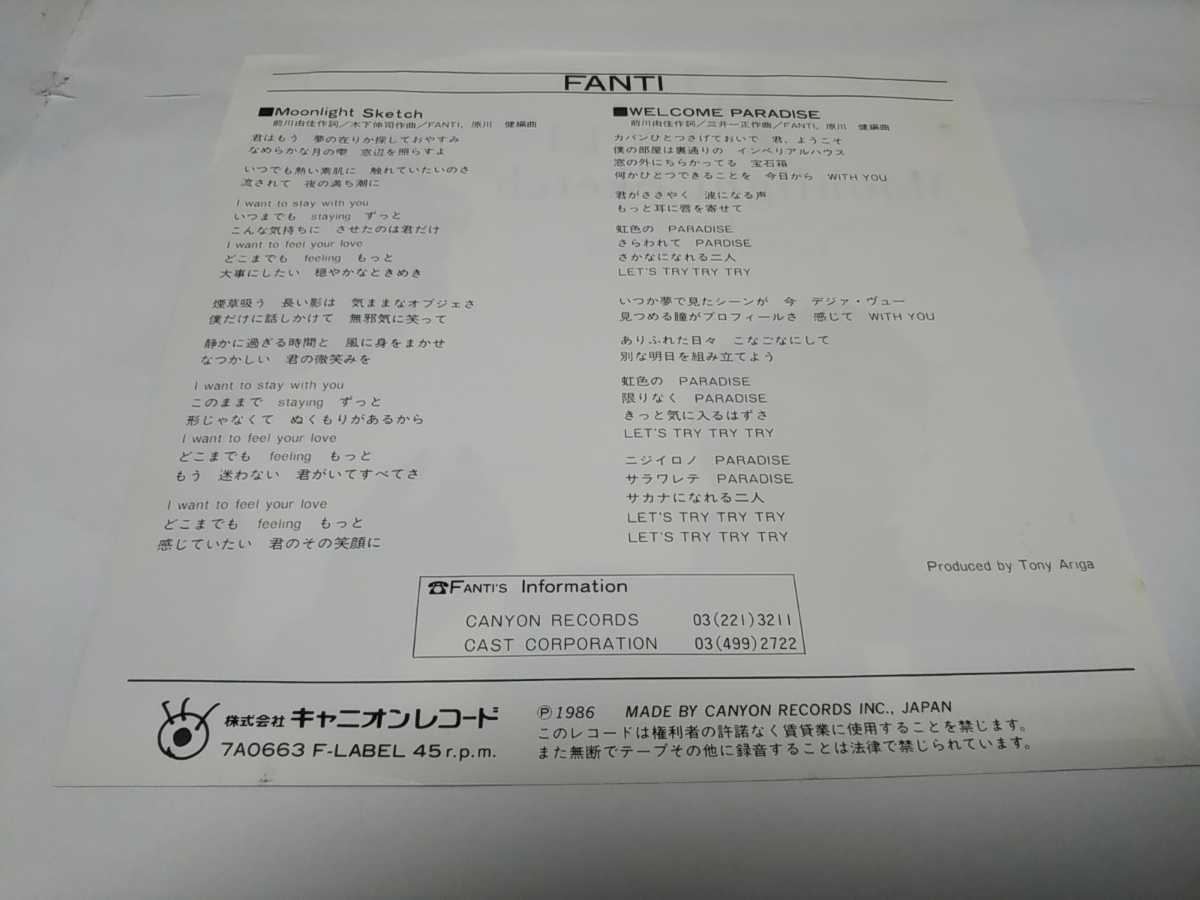 FANTI
■Moonlight Sketch
前川由佳作詞／木下伸司作曲／FANTI，原川 健編曲
君はもう 夢の在りか探しておやすみ
なめらかな月の雫 窓辺を照らすよ
いつでも熱い素肌に 触れていたいのさ
流されて 夜の満ち潮に
I want to stay with you
いつまでも staying ずっと
こんな気持ちに させたのは君だけ
I want to feel your love
どこまでも feeling もっと
大事にしたい 穏やかなときめき
煙草吸う 長い影は 気ままなオブジェさ
僕だけに話しかけて 無邪気に笑って
静かに過ぎる時間と 風に身をまかせ
なつかしい 君の微笑みを
I want to stay with you
このままで staying ずっと
形じゃなくて ぬくもりがあるから
I want to feel your love
どこまでも feeling もっと
もう 迷わない 君がいてすべてさ
I want to feel your love
どこまでも feeling もっと
感じていたい 君のその笑顔に
■WELCOME PARADISE
前川由佳作詞／三井一正作曲／FANTI，原川 健編曲
カバンひとつさげておいで 君，ようこそ
僕の部屋は裏通りの インペリアルハウス
窓の外にちらかってる 宝石箱
何かひとつできることを 今日から WITH YOU
君がささやく 波になる声
もっと耳に唇を寄せて
虹色の PARADISE
さらわれて PARDISE
さかなになれる二人
LET'S TRY TRY TRY
いつか夢で見たシーンが 今 デジァ・ヴュー
見つめる瞳がプロフィールさ 感じて WITH YOU
ありふれた日々 こなごなにして
別な明日を組み立てよう
虹色の PARADISE
限りなく PARADISE
きっと気に入るはずさ
LET'S TRY TRY TRY
ニジイロノ PARADISE
サラワレテ PARADISE
サカナになれる二人
LET'S TRY TRY TRY
LET'S TRY TRY TRY
Produced by Tony Ariga
☎FANTI'S Information
CANYON RECORDS 03(221)3211
CAST CORPORATION 03(499)2722
株式会社 キャニオンレコード
7A0663 F-LABEL 45 r.p.m.
Ⓟ1986 MADE BY CANYON RECORDS INC., JAPAN
このレコードは権利者の許諾なく賃貸業に使用することを禁じます。
また無断でテープその他に録音することは法律で禁じられています。